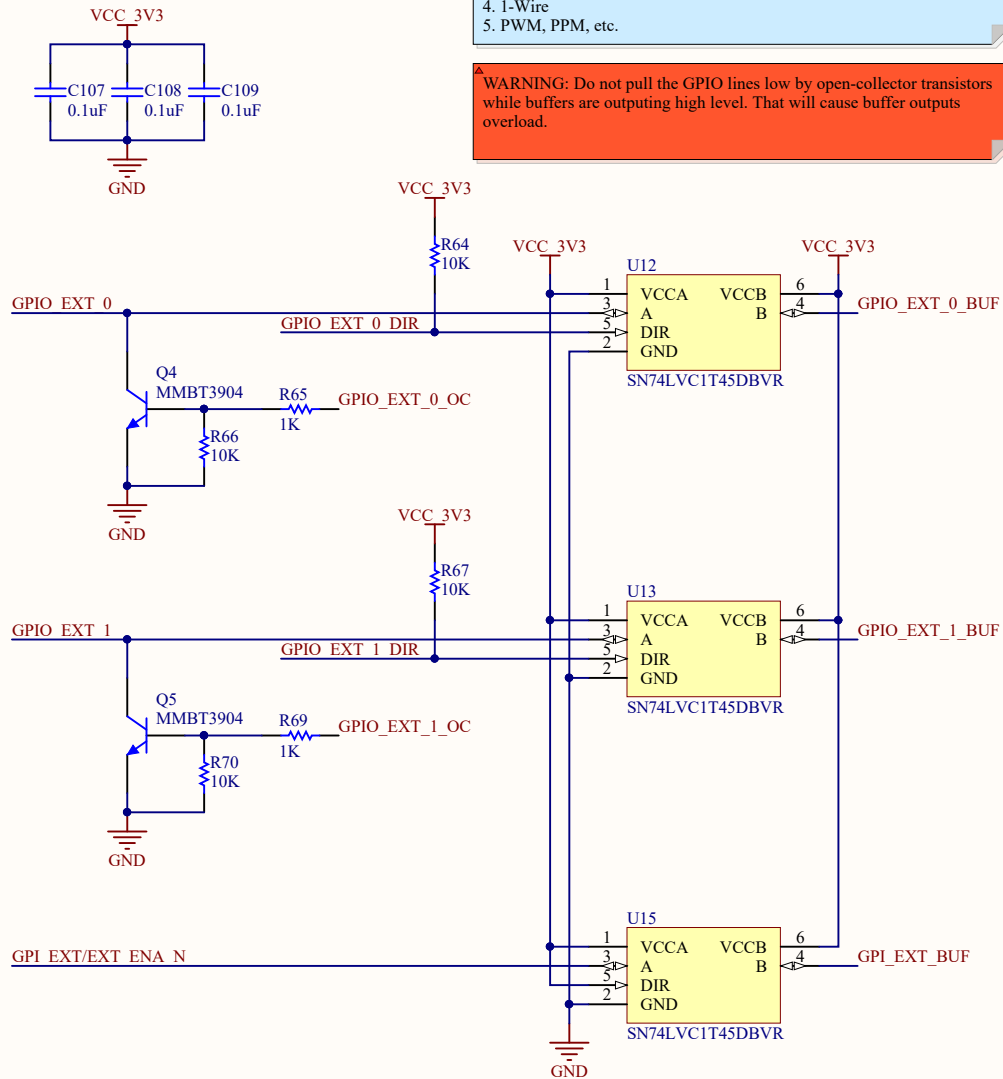 4. 1-Wire
5. PWM, PPM, etc.
WARNING: Do not pull the GPIO lines low by open-collector transistors
while buffers are outputing high level. That will cause buffer outputs
overload.
VCC_3V3
C107
0.1uF
C108
0.1uF
C109
0.1uF
GND
VCC_3V3
R64
10K
VCC_3V3
VCC_3V3
U12
1 VCCA VCCB 6
GPIO_EXT_0
3 A B 4
GPIO_EXT_0_BUF
GPIO_EXT_0_DIR
5 DIR
2 GND
SN74LVC1T45DBVR
Q4
MMBT3904
R65
1K
GPIO_EXT_0_OC
R66
10K
GND
VCC_3V3
R67
10K
U13
1 VCCA VCCB 6
GPIO_EXT_1
3 A B 4
GPIO_EXT_1_BUF
GPIO_EXT_1_DIR
5 DIR
2 GND
SN74LVC1T45DBVR
Q5
MMBT3904
R69
1K
GPIO_EXT_1_OC
R70
10K
GND
U15
1 VCCA VCCB 6
GPI_EXT/EXT_ENA_N
3 A B 4
GPI_EXT_BUF
5 DIR
2 GND
SN74LVC1T45DBVR
GND